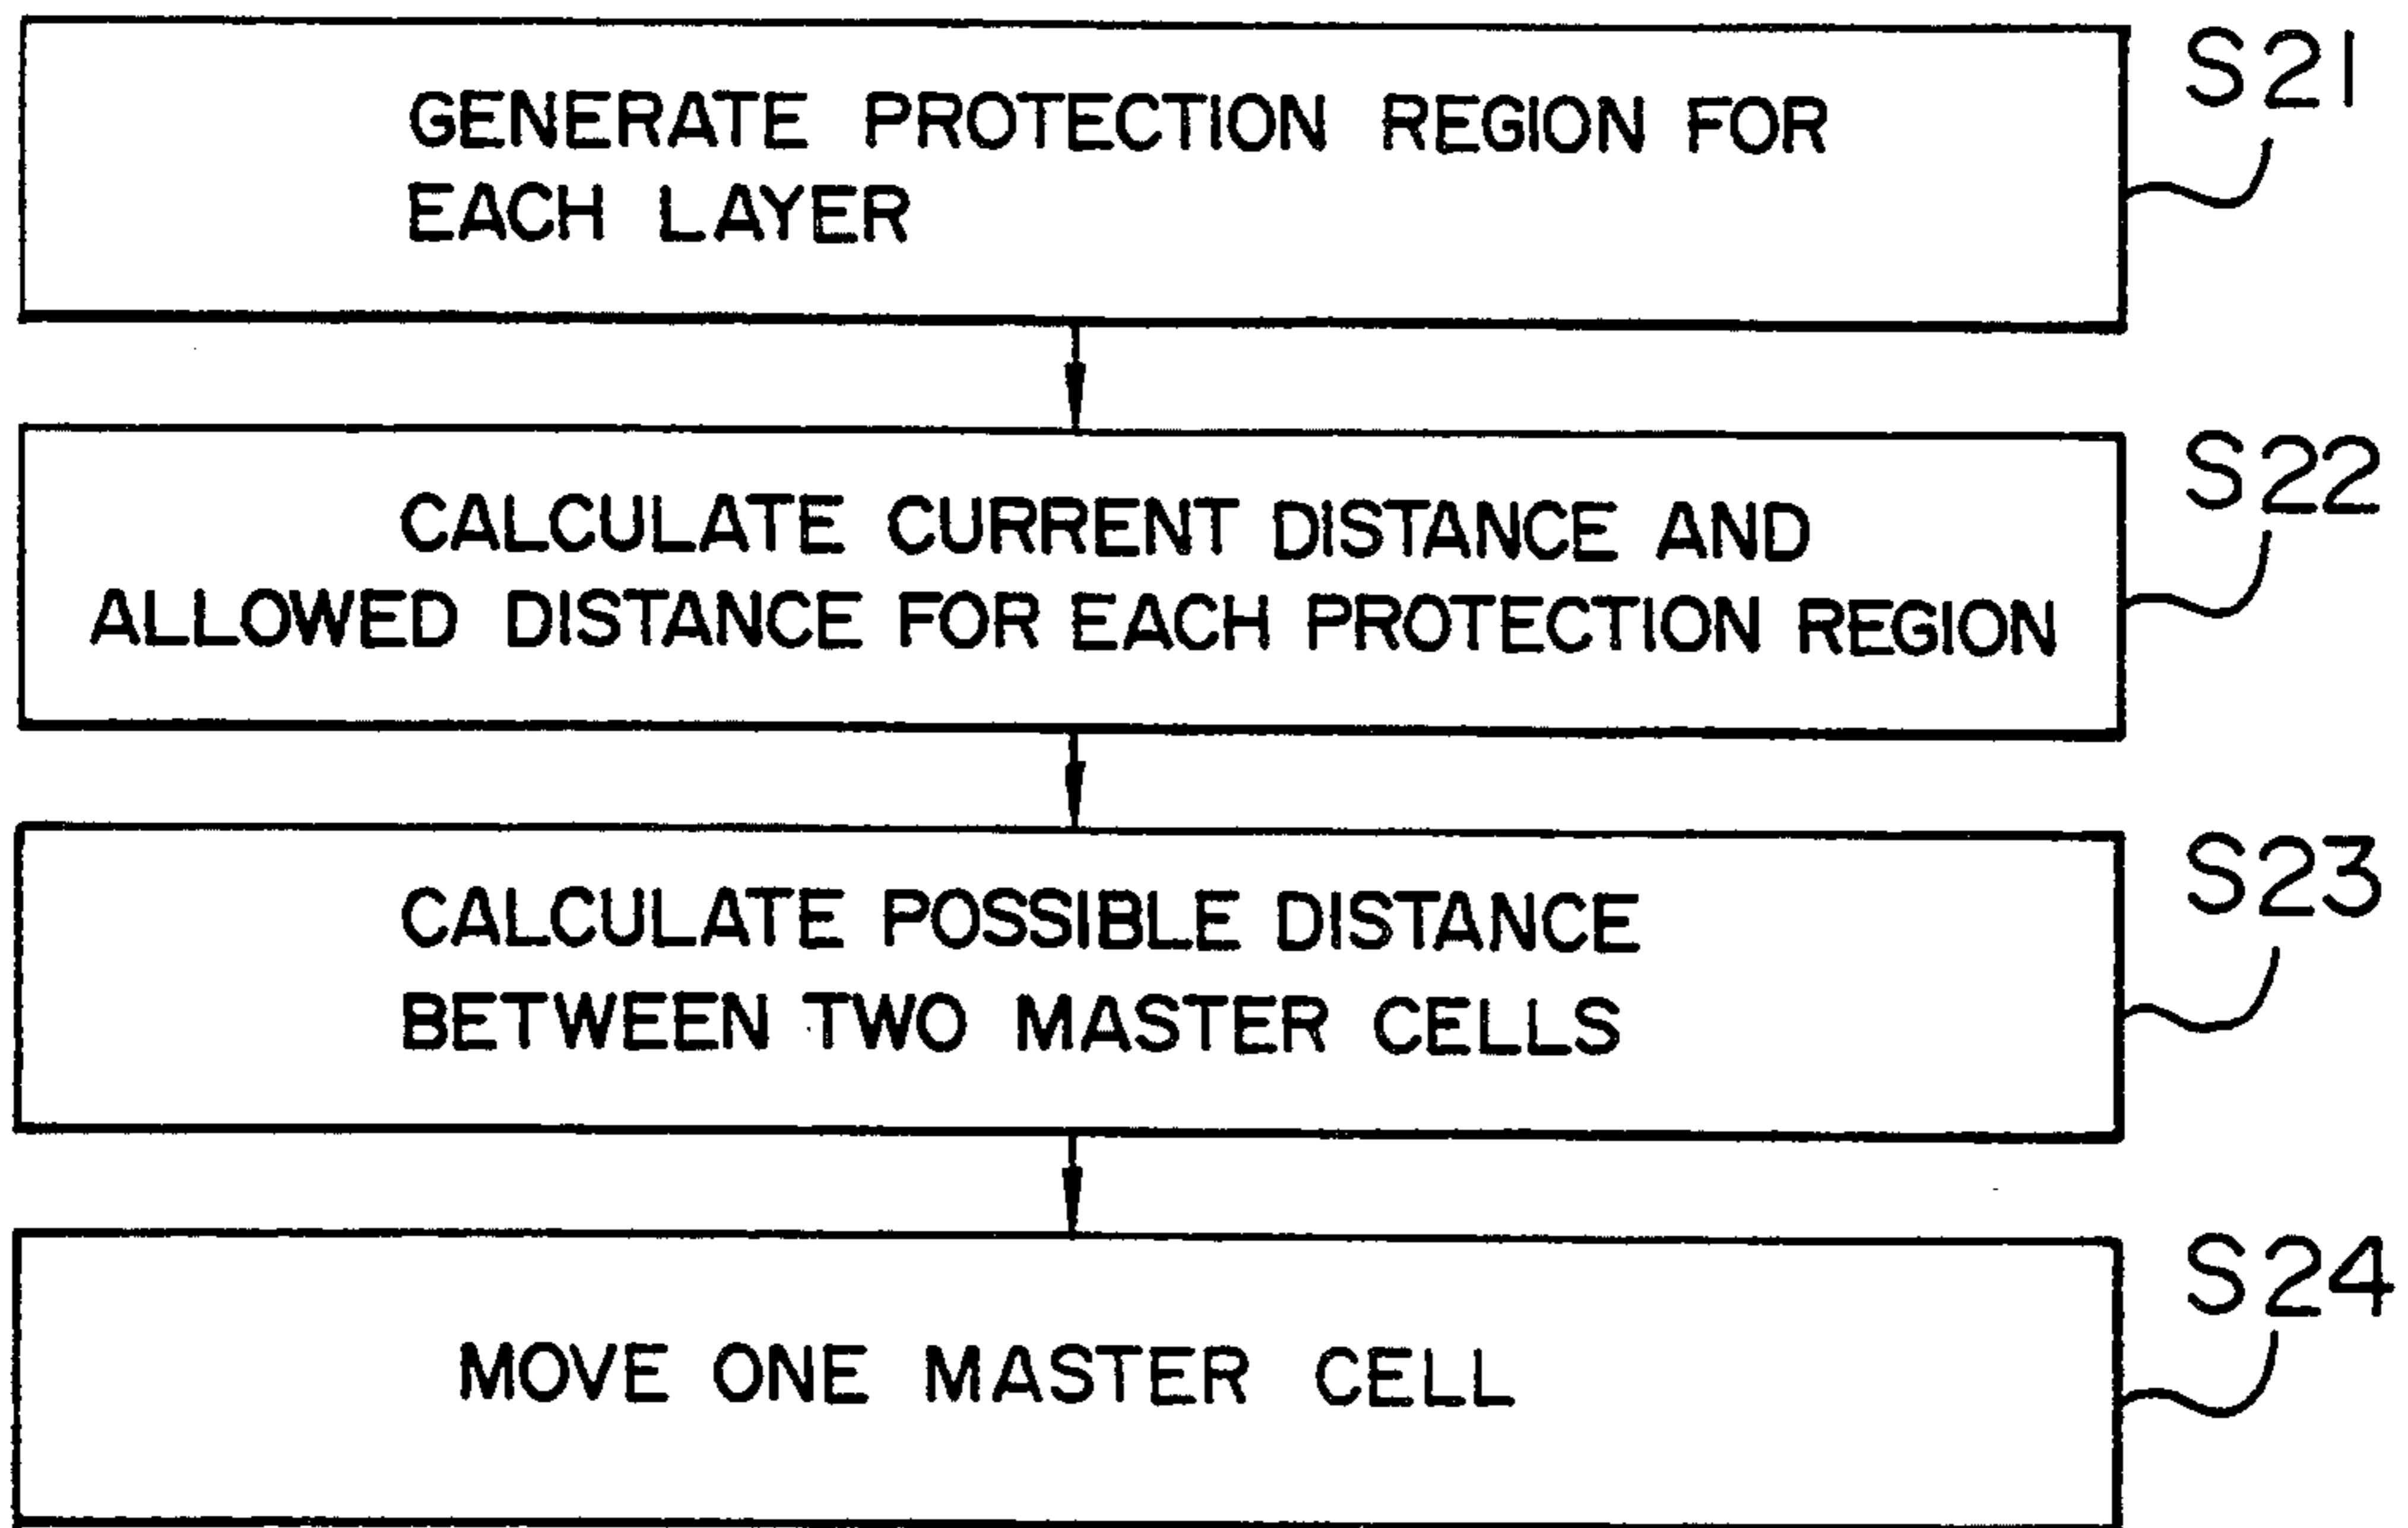 GENERATE PROTECTION REGION FOR
EACH LAYER
S21
CALCULATE CURRENT DISTANCE AND
ALLOWED DISTANCE FOR EACH PROTECTION REGION
S22
CALCULATE POSSIBLE DISTANCE
BETWEEN TWO MASTER CELLS
S23
MOVE ONE MASTER CELL
S24